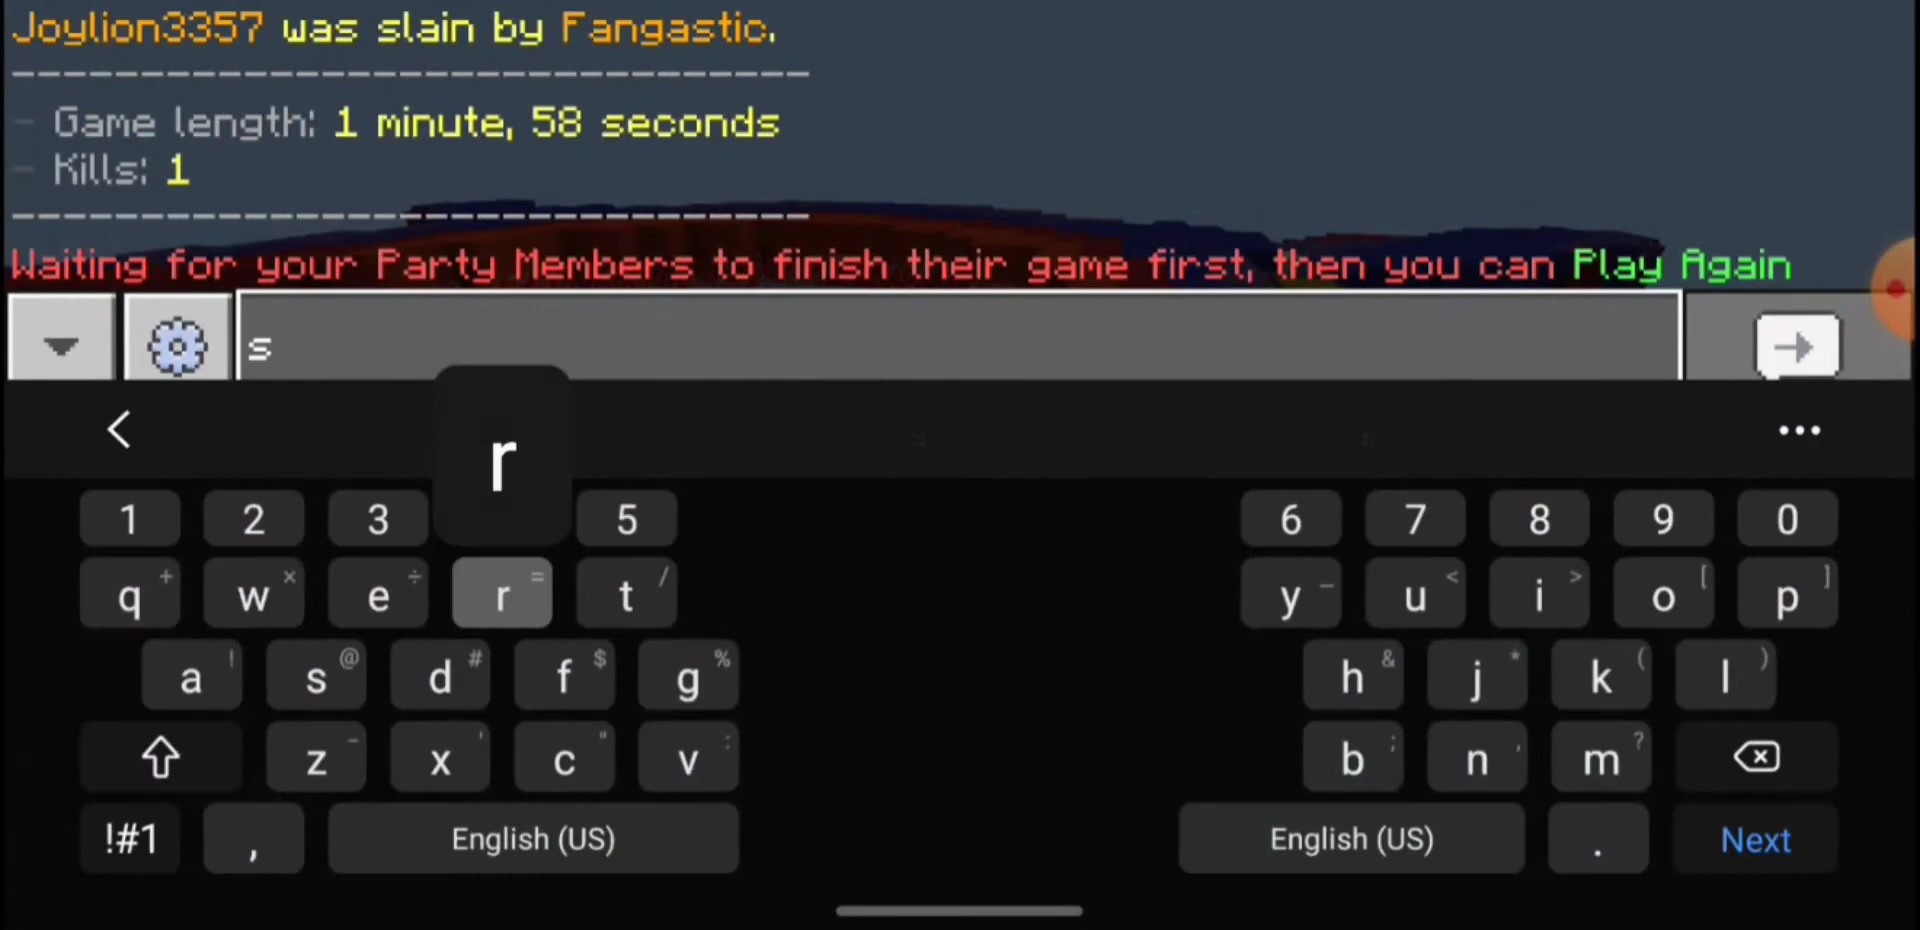 Joylion3357 was slain by Fangastic.
--------------------------------
- Game length: 1 minute, 58 seconds
- Kills: 1
--------------------------------
Waiting for your Party Members to finish their game first, then you can Play Again
s
r
1 2 3 5 6 7 8 9 0
q + w × e ÷ r = t / y _ u < i > o [ p ]
a ! s @ d # f $ g % h & j * k ( l )
z - x ' c " v : b ; n , m ?
!#1 , English (US) English (US) . Next